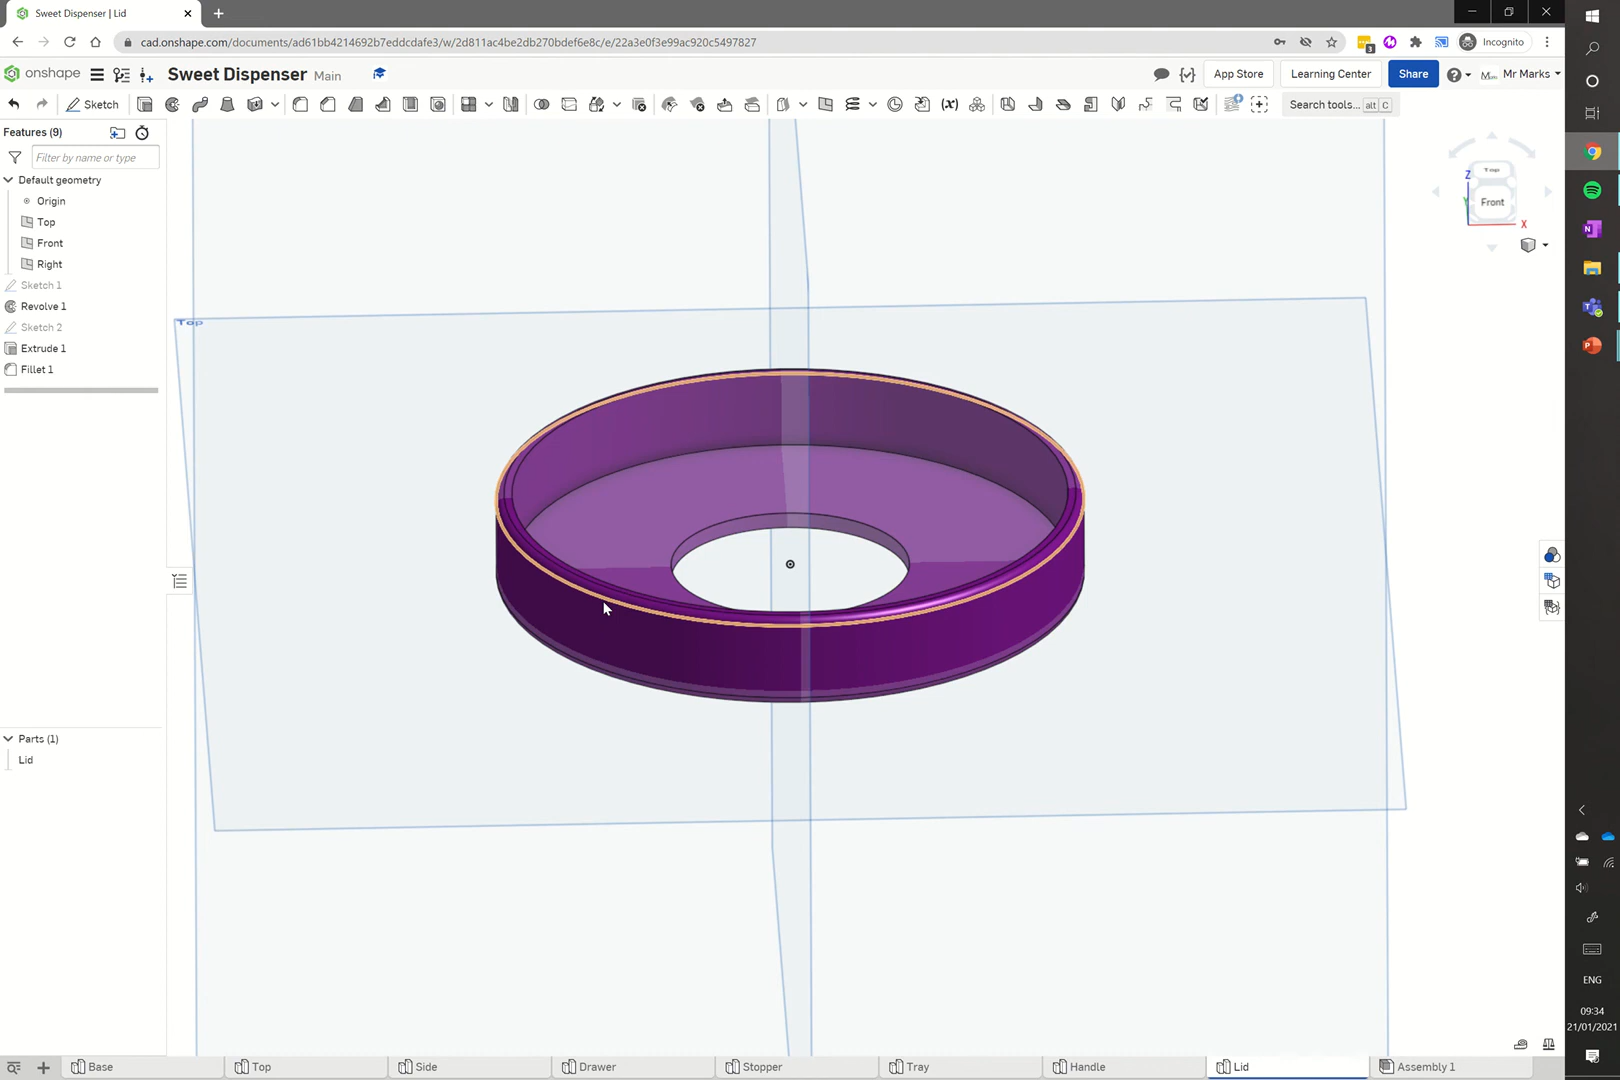 Sweet Dispenser | Lid
cad.onshape.com/documents/ad61bb4214692b7eddcdafe3/w/2d811ac4be2db270bdef6e8c/e/22a3e0f3e99ac920c5497827
3
Incognito
onshape
Sweet Dispenser Main
App Store
Learning Center
Share
Mr Marks
Sketch
Search tools... alt C
Features (9)
Filter by name or type
Default geometry
Origin
Top
Front
Right
Sketch 1
Revolve 1
Sketch 2
Extrude 1
Fillet 1
Top
Z
Top
Front
Y
X
Parts (1)
Lid
Base
Top
Side
Drawer
Stopper
Tray
Handle
Lid
Assembly 1
ENG
09:34
21/01/2021